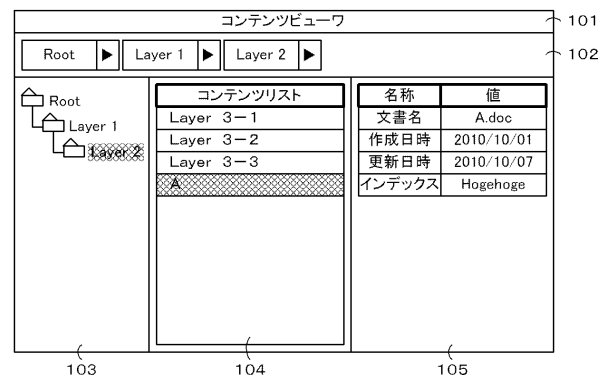 コンテンツビューワ 101
Root ▶ Layer 1 ▶ Layer 2 ▶ 102
Root
Layer 1
Layer 2
コンテンツリスト
Layer 3－1
Layer 3－2
Layer 3－3
A
名称 値
文書名 A.doc
作成日時 2010/10/01
更新日時 2010/10/07
インデックス Hogehoge
103 104 105